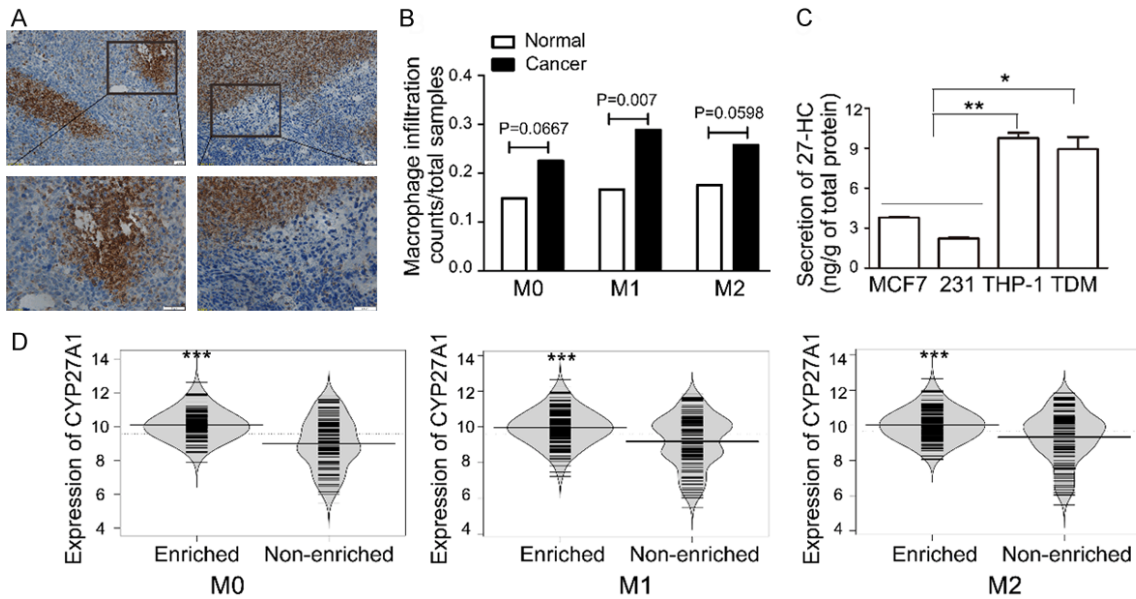 A
B
Normal
Cancer
Macrophage infiltration
counts/total samples
0.4
0.3
0.2
0.1
0.0
P=0.0667
P=0.007
P=0.0598
M0
M1
M2
C
Secretion of 27-HC
(ng/g of total protein)
12
9
6
3
0
*
**
MCF7 231 THP-1 TDM
D
Expression of CYP27A1
14
12
10
8
6
4
***
Enriched Non-enriched
M0
Expression of CYP27A1
14
12
10
8
6
4
***
Enriched Non-enriched
M1
Expression of CYP27A1
14
12
10
8
6
4
***
Enriched Non-enriched
M2